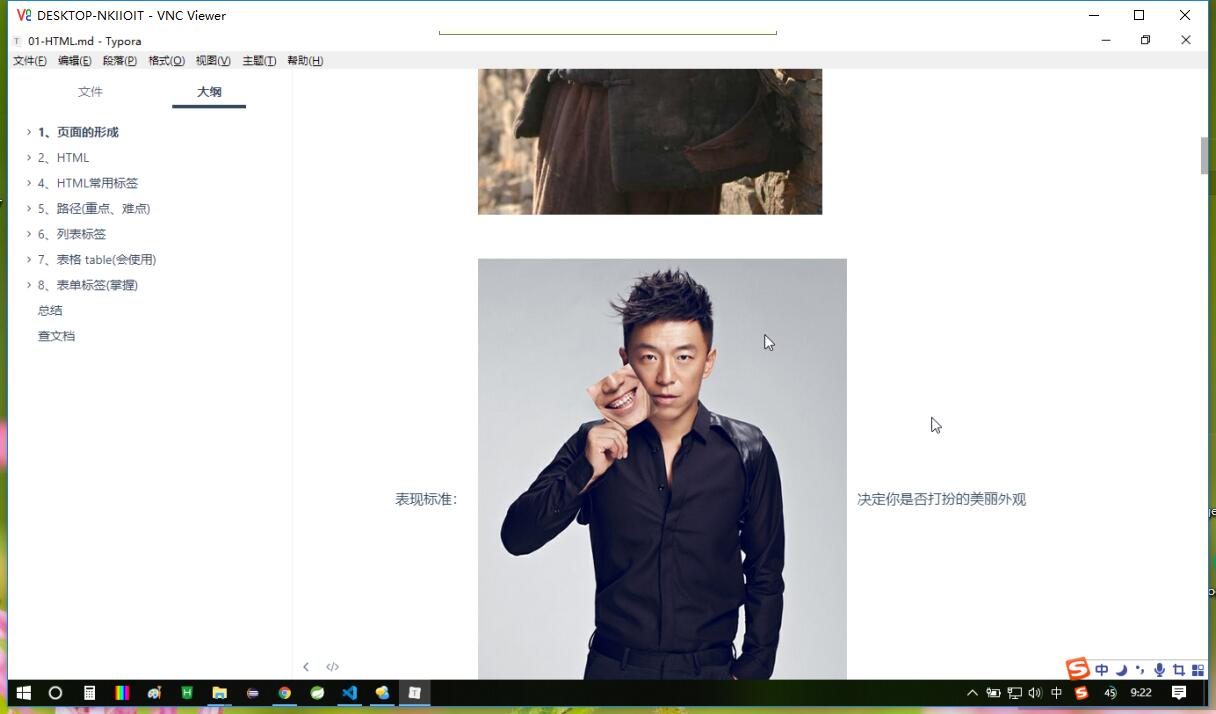 DESKTOP-NKIIOIT - VNC Viewer
01-HTML.md - Typora
文件(F) 编辑(E) 段落(P) 格式(O) 视图(V) 主题(T) 帮助(H)
文件 大纲
1、页面的形成
2、HTML
4、HTML常用标签
5、路径(重点、难点)
6、列表标签
7、表格 table(会使用)
8、表单标签(掌握)
总结
查文档
表现标准：
决定你是否打扮的美丽外观
中
中 45 9:22